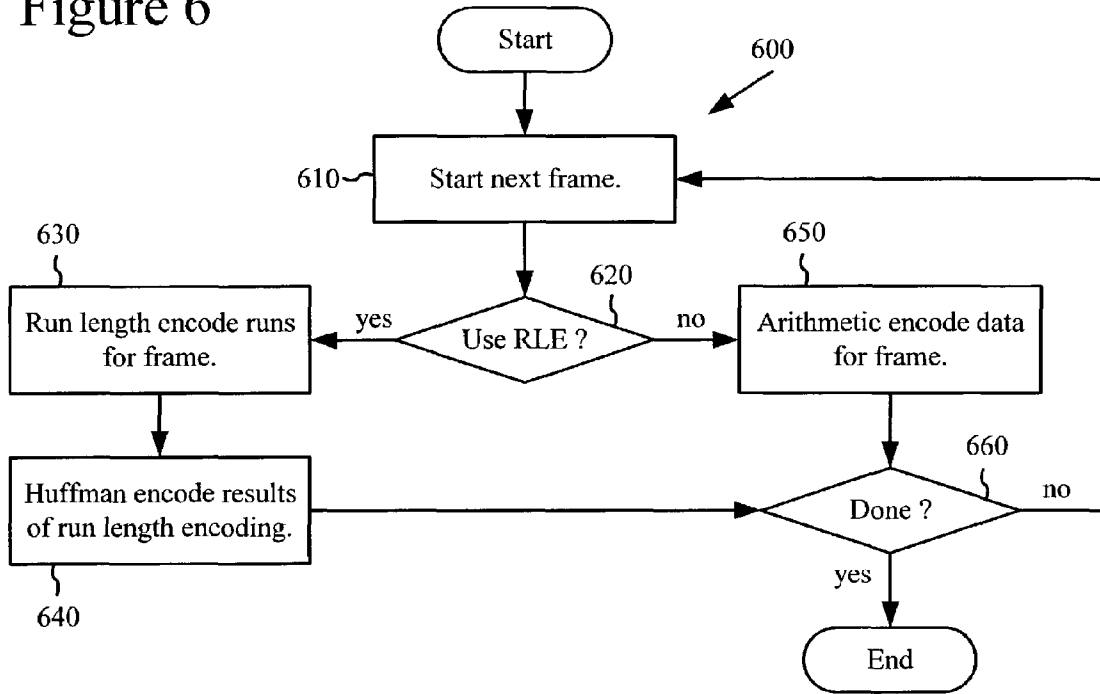 Figure 6
Start
600
610
Start next frame.
630
620
650
Run length encode runs
for frame.
yes
Use RLE ?
no
Arithmetic encode data
for frame.
660
Huffman encode results
of run length encoding.
Done ?
no
640
yes
End